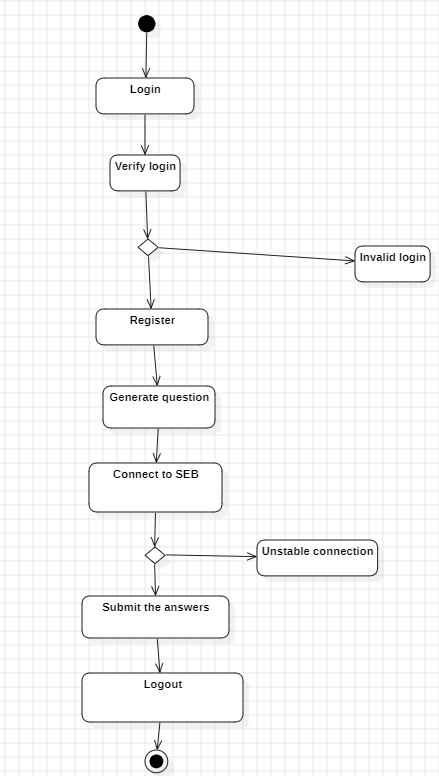 Login
Verify login
Invalid login
Register
Generate question
Connect to SEB
Unstable connection
Submit the answers
Logout